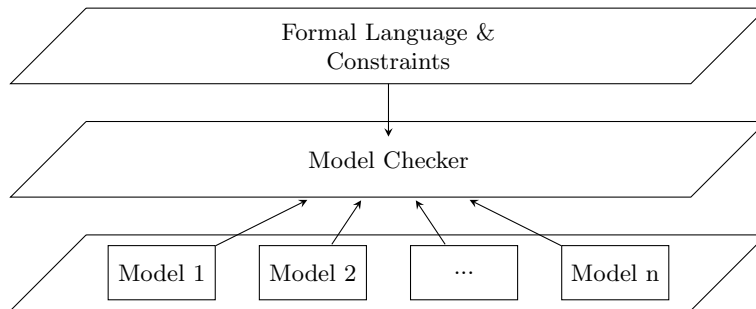 Formal Language &
Constraints
Model Checker
Model 1
Model 2
...
Model n